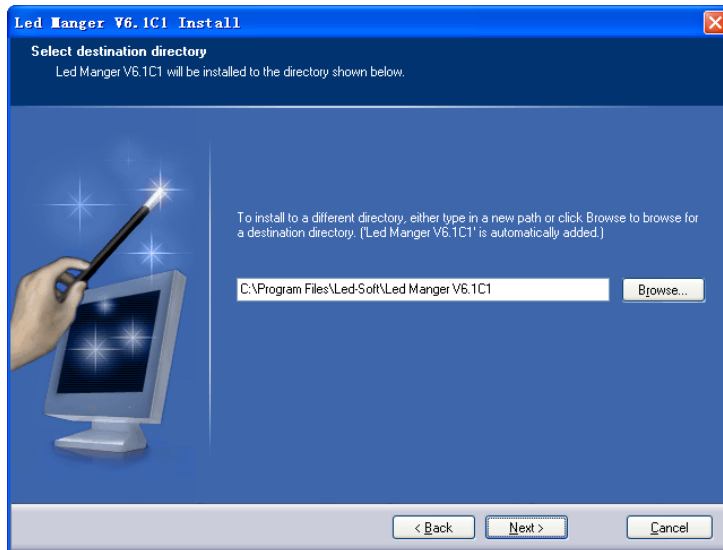 Led Manger V6.1C1 Install
Select destination directory
Led Manger V6.1C1 will be installed to the directory shown below.
To install to a different directory, either type in a new path or click Browse to browse for
a destination directory. ('Led Manger V6.1C1' is automatically added.)
C:\Program Files\Led-Soft\Led Manger V6.1C1
Browse...
< Back
Next >
Cancel